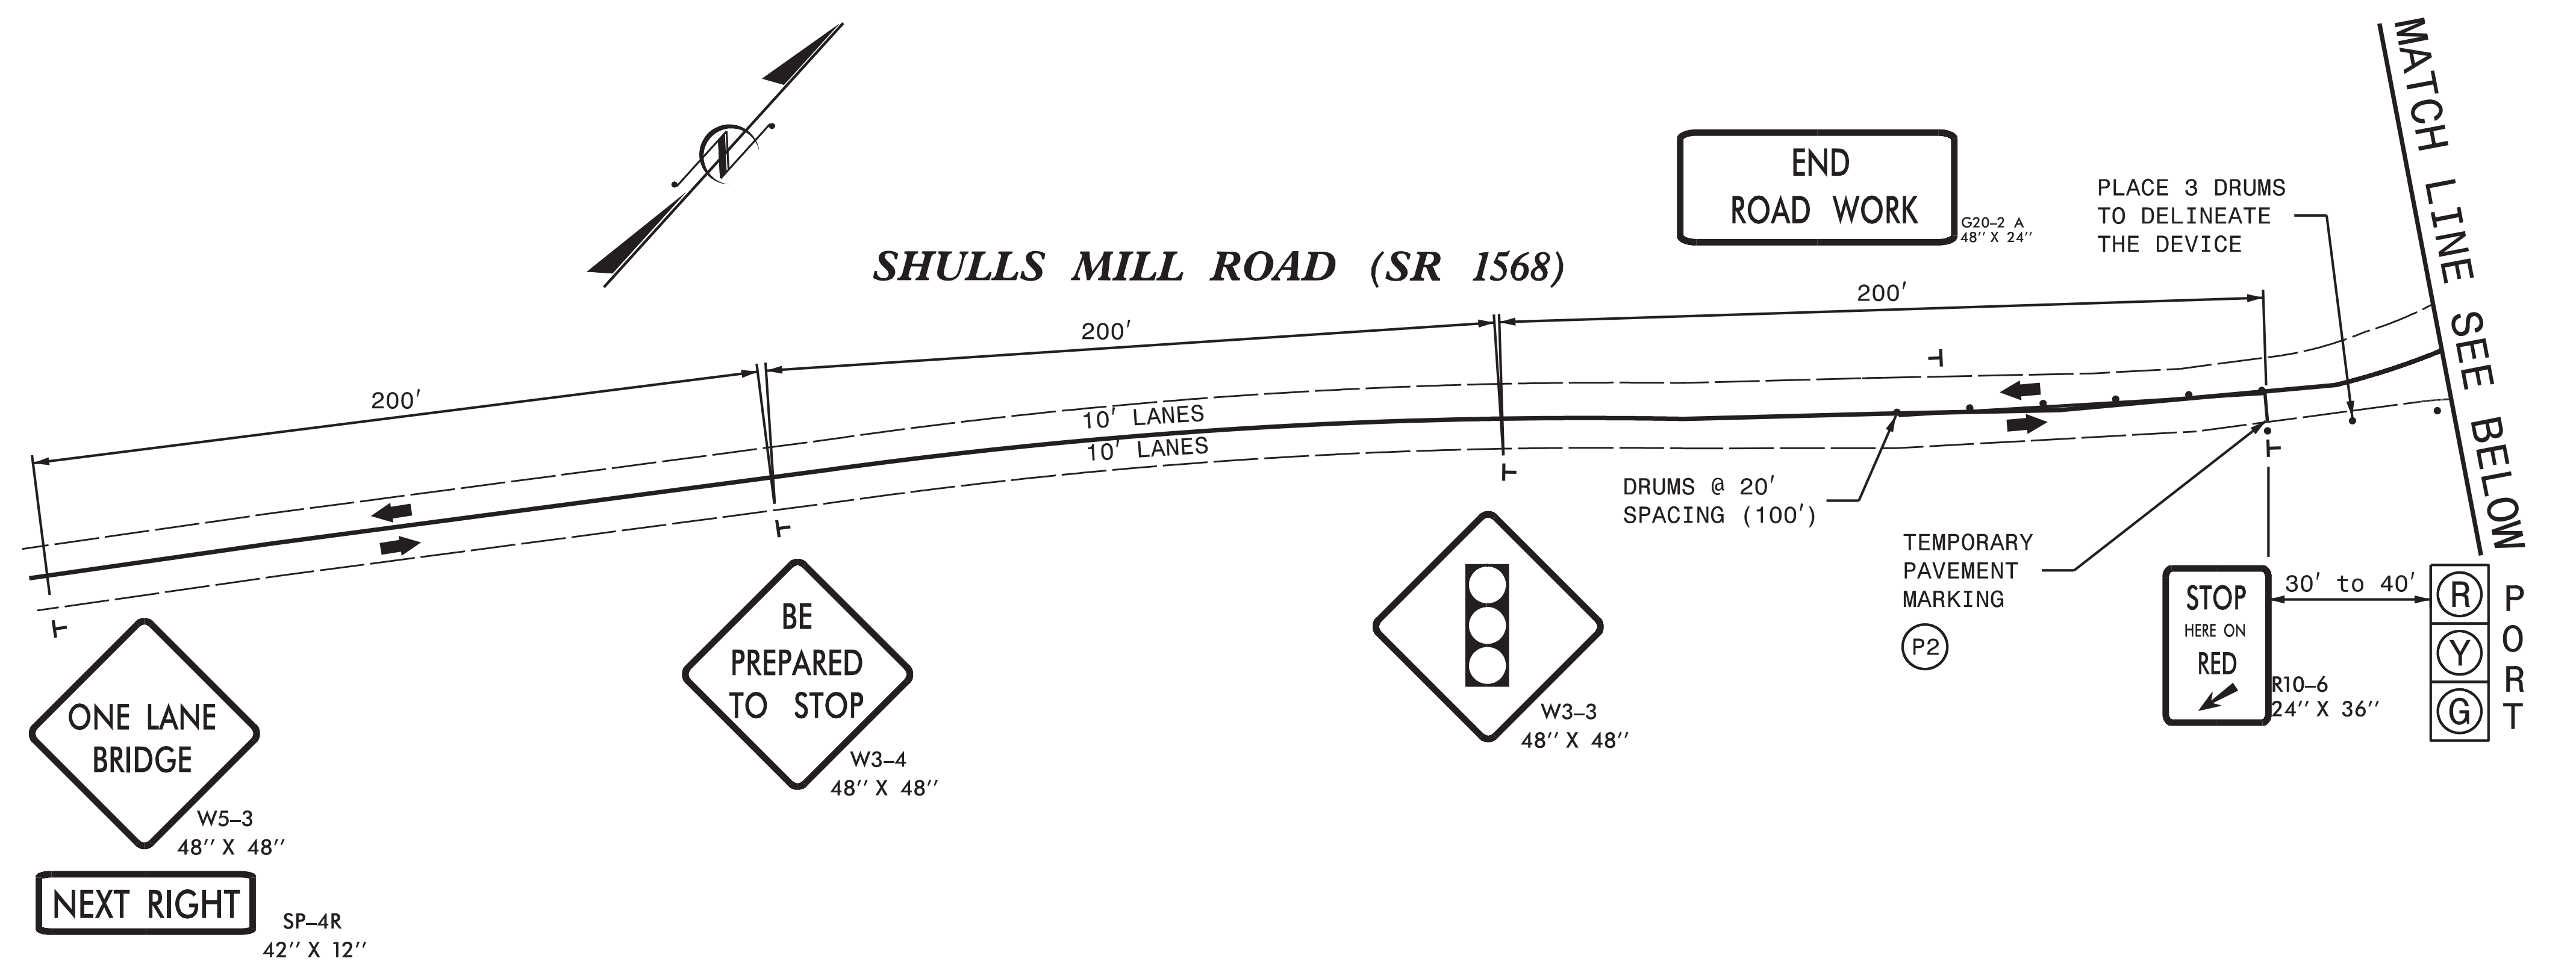 MATCH LINE SEE BELOW
N
END
ROAD WORK
G20-2 A
48" X 24"
PLACE 3 DRUMS
TO DELINEATE
THE DEVICE
SHULLS MILL ROAD (SR 1568)
200'
200'
200'
10' LANES
10' LANES
DRUMS @ 20'
SPACING (100')
TEMPORARY
PAVEMENT
MARKING
P2
STOP
HERE ON
RED
R10-6
24" X 36"
30' to 40'
R
Y
G
PORT
W3-3
48" X 48"
BE
PREPARED
TO STOP
W3-4
48" X 48"
ONE LANE
BRIDGE
W5-3
48" X 48"
NEXT RIGHT
SP-4R
42" X 12"